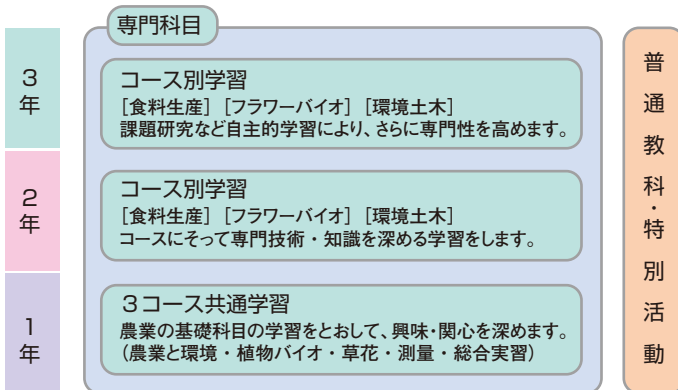 専門科目
3年
コース別学習
［食料生産］［フラワーバイオ］［環境土木］
課題研究など自主的学習により、さらに専門性を高めます。
2年
コース別学習
［食料生産］［フラワーバイオ］［環境土木］
コースにそって専門技術・知識を深める学習をします。
1年
3コース共通学習
農業の基礎科目の学習をとおして、興味・関心を深めます。
（農業と環境・植物バイオ・草花・測量・総合実習）
普通教科・特別活動